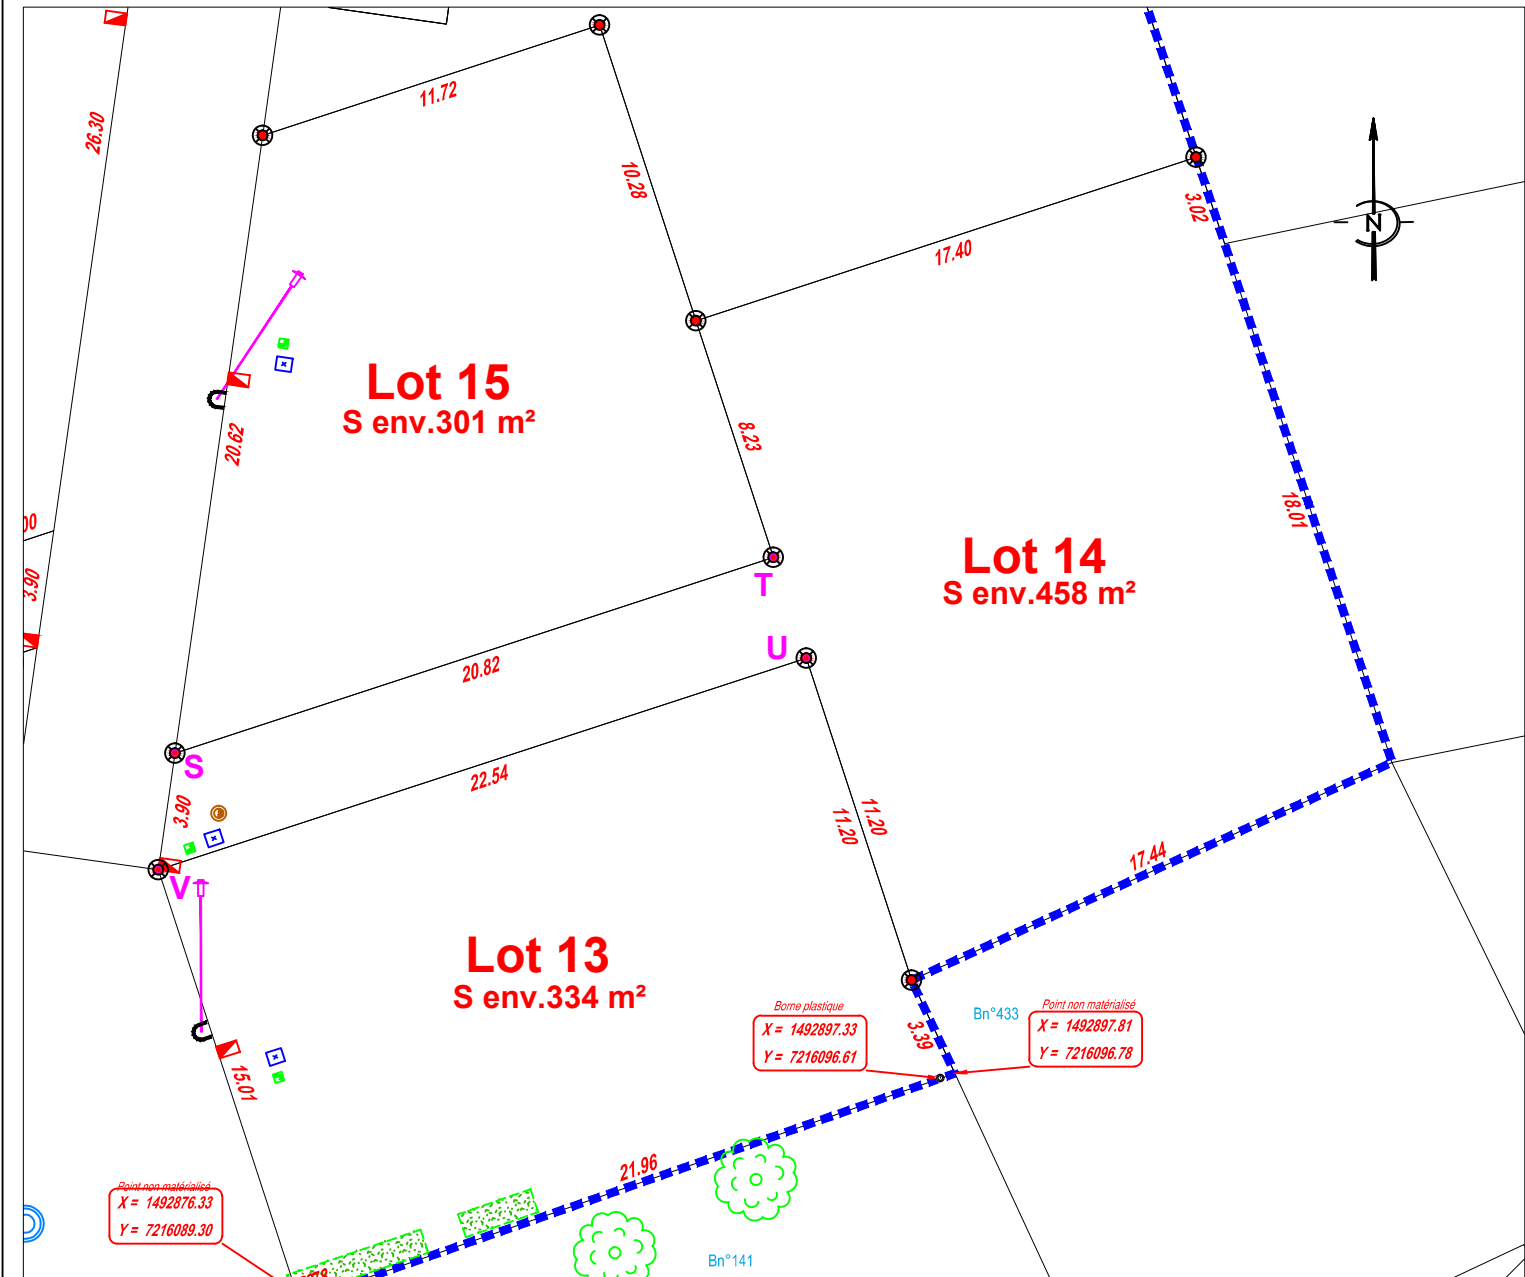 26.30
11.72
10.28
3.02
17.40
N
Lot 15
S env.301 m²
20.62
8.23
18.01
Lot 14
S env.458 m²
3.90
T
U
20.82
22.54
S
3.90
V
11.20
11.20
17.44
Lot 13
S env.334 m²
Borne plastique
X = 1492897.33
Y = 7216096.61
Bn°433
Point non matérialisé
X = 1492897.81
Y = 7216096.78
3.39
15.01
21.96
Point non matérialisé
X = 1492876.33
Y = 7216089.30
Bn°141